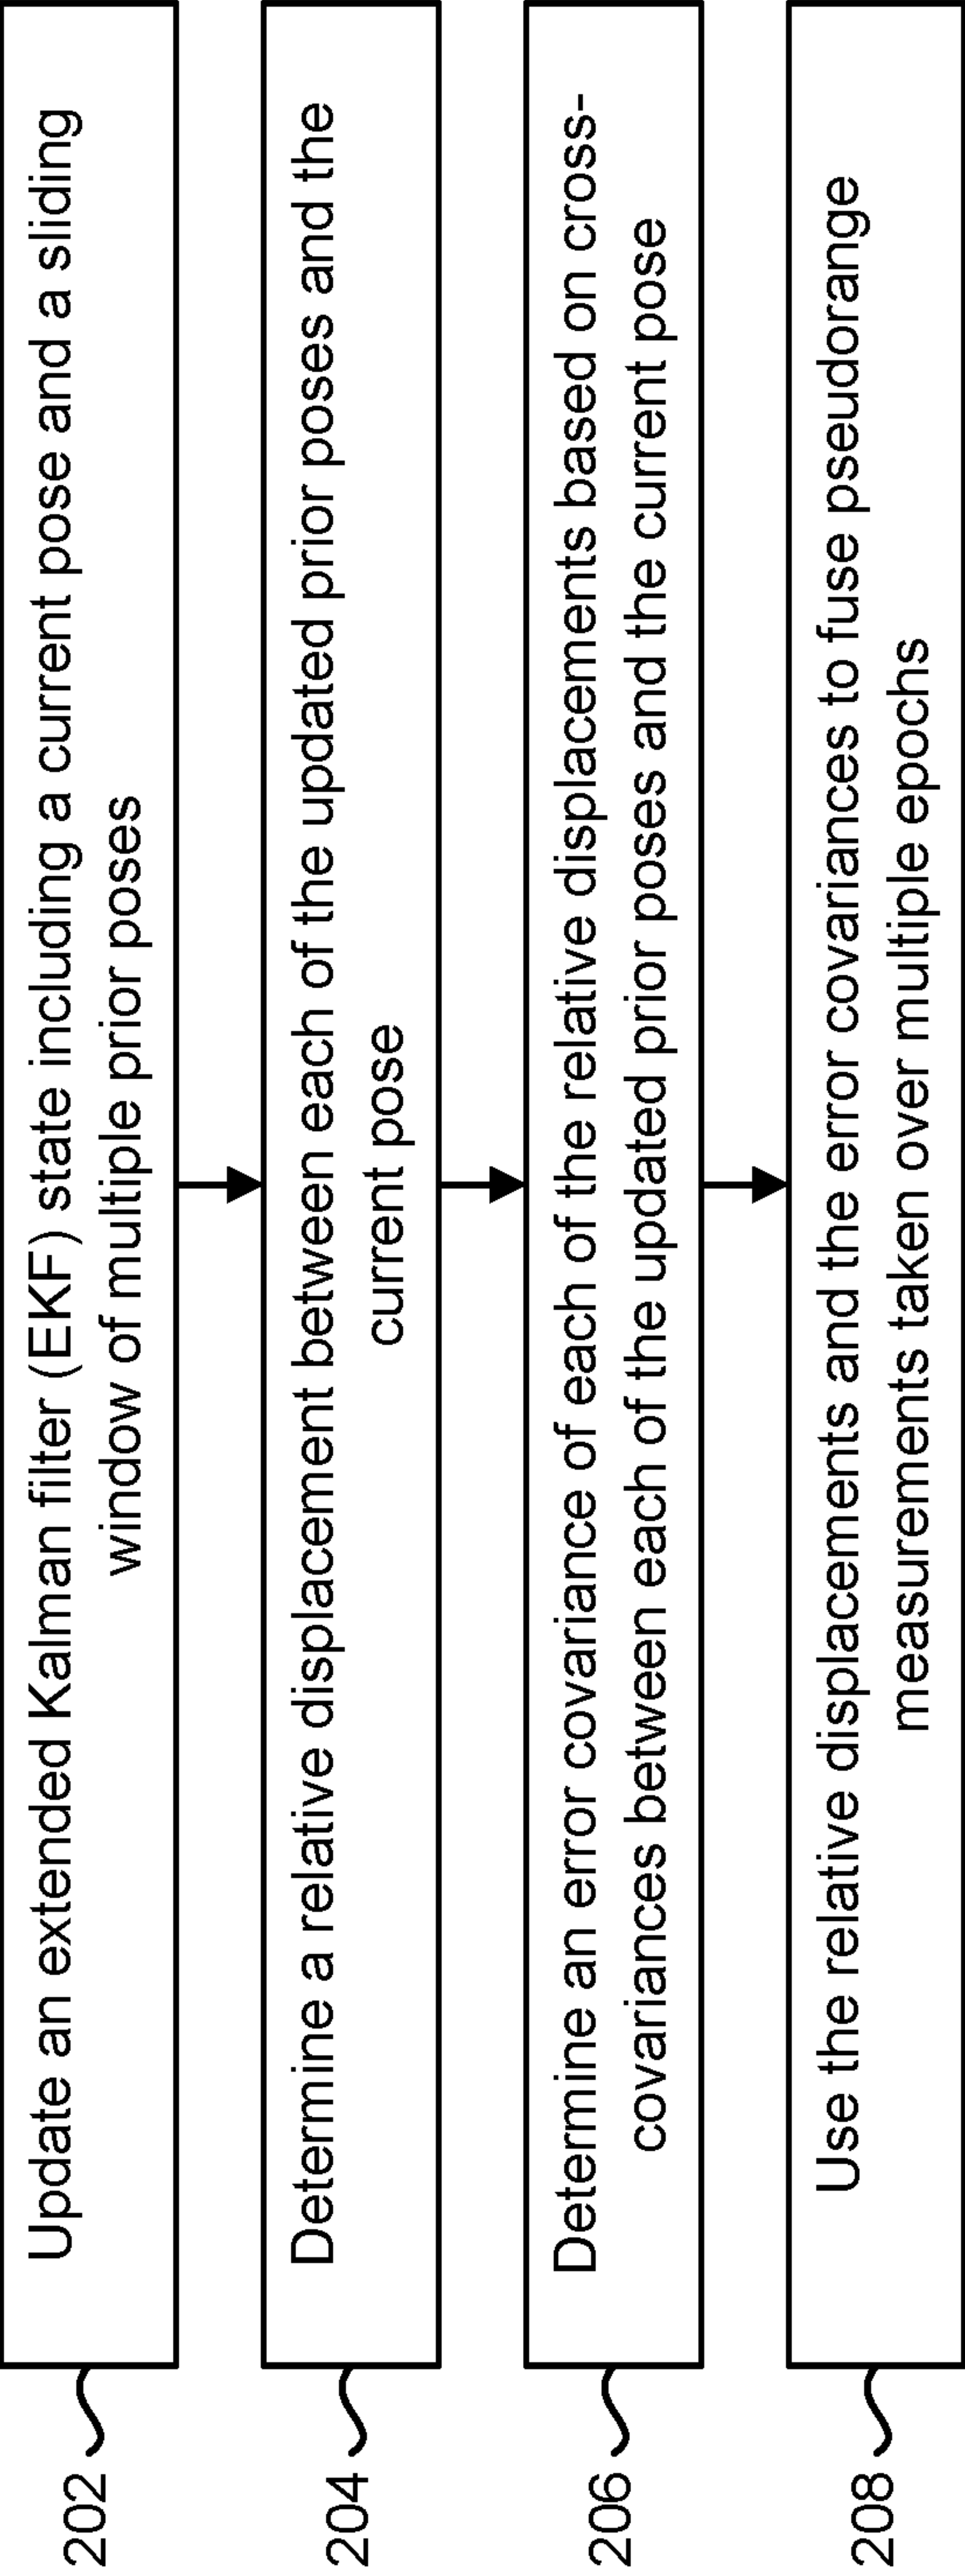 202
Update an extended Kalman filter (EKF) state including a current pose and a sliding
window of multiple prior poses
204
Determine a relative displacement between each of the updated prior poses and the
current pose
206
Determine an error covariance of each of the relative displacements based on cross-
covariances between each of the updated prior poses and the current pose
208
Use the relative displacements and the error covariances to fuse pseudorange
measurements taken over multiple epochs